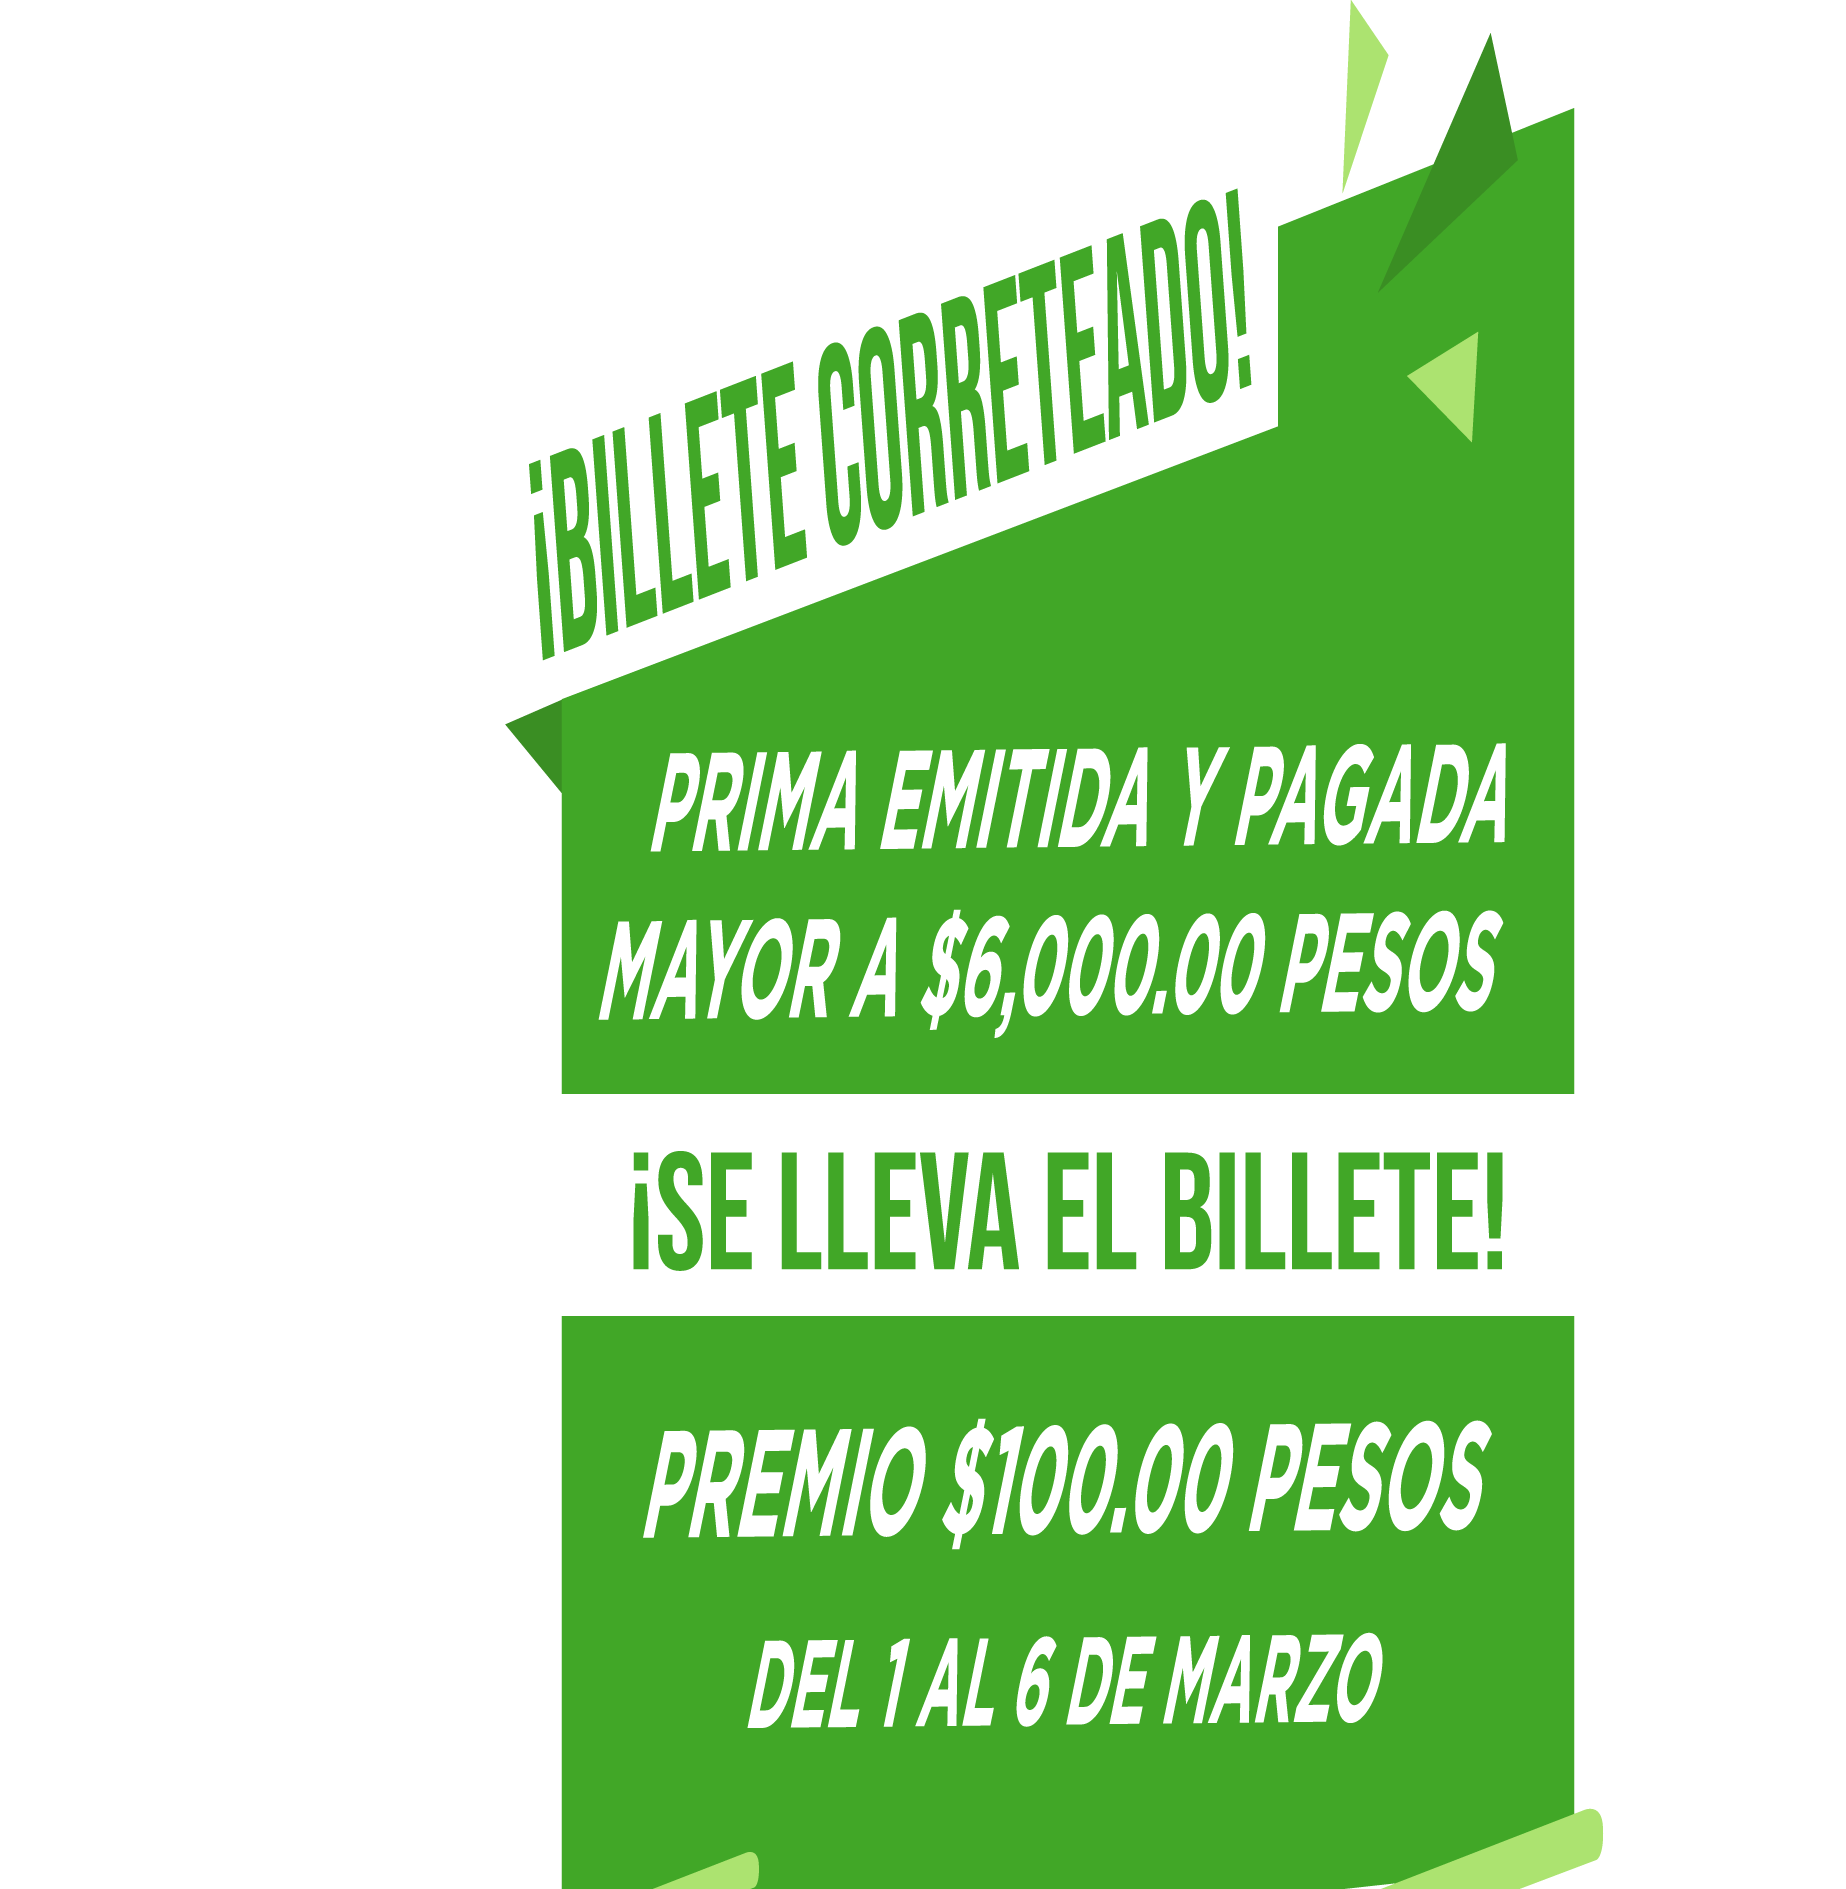 ¡BILLETE CORRETEADO!
PRIMA EMITIDA Y PAGADA
MAYOR A $6,000.00 PESOS
¡SE LLEVA EL BILLETE!
PREMIO $100.00 PESOS
DEL 1 AL 6 DE MARZO